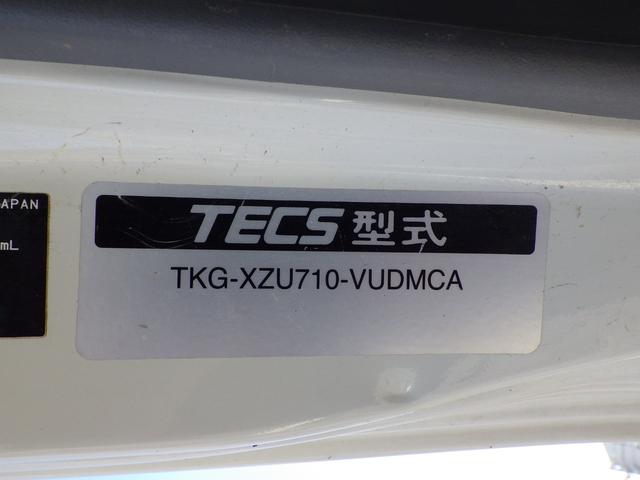 APAN
mL
TECS 型式
TKG-XZU710-VUDMCA